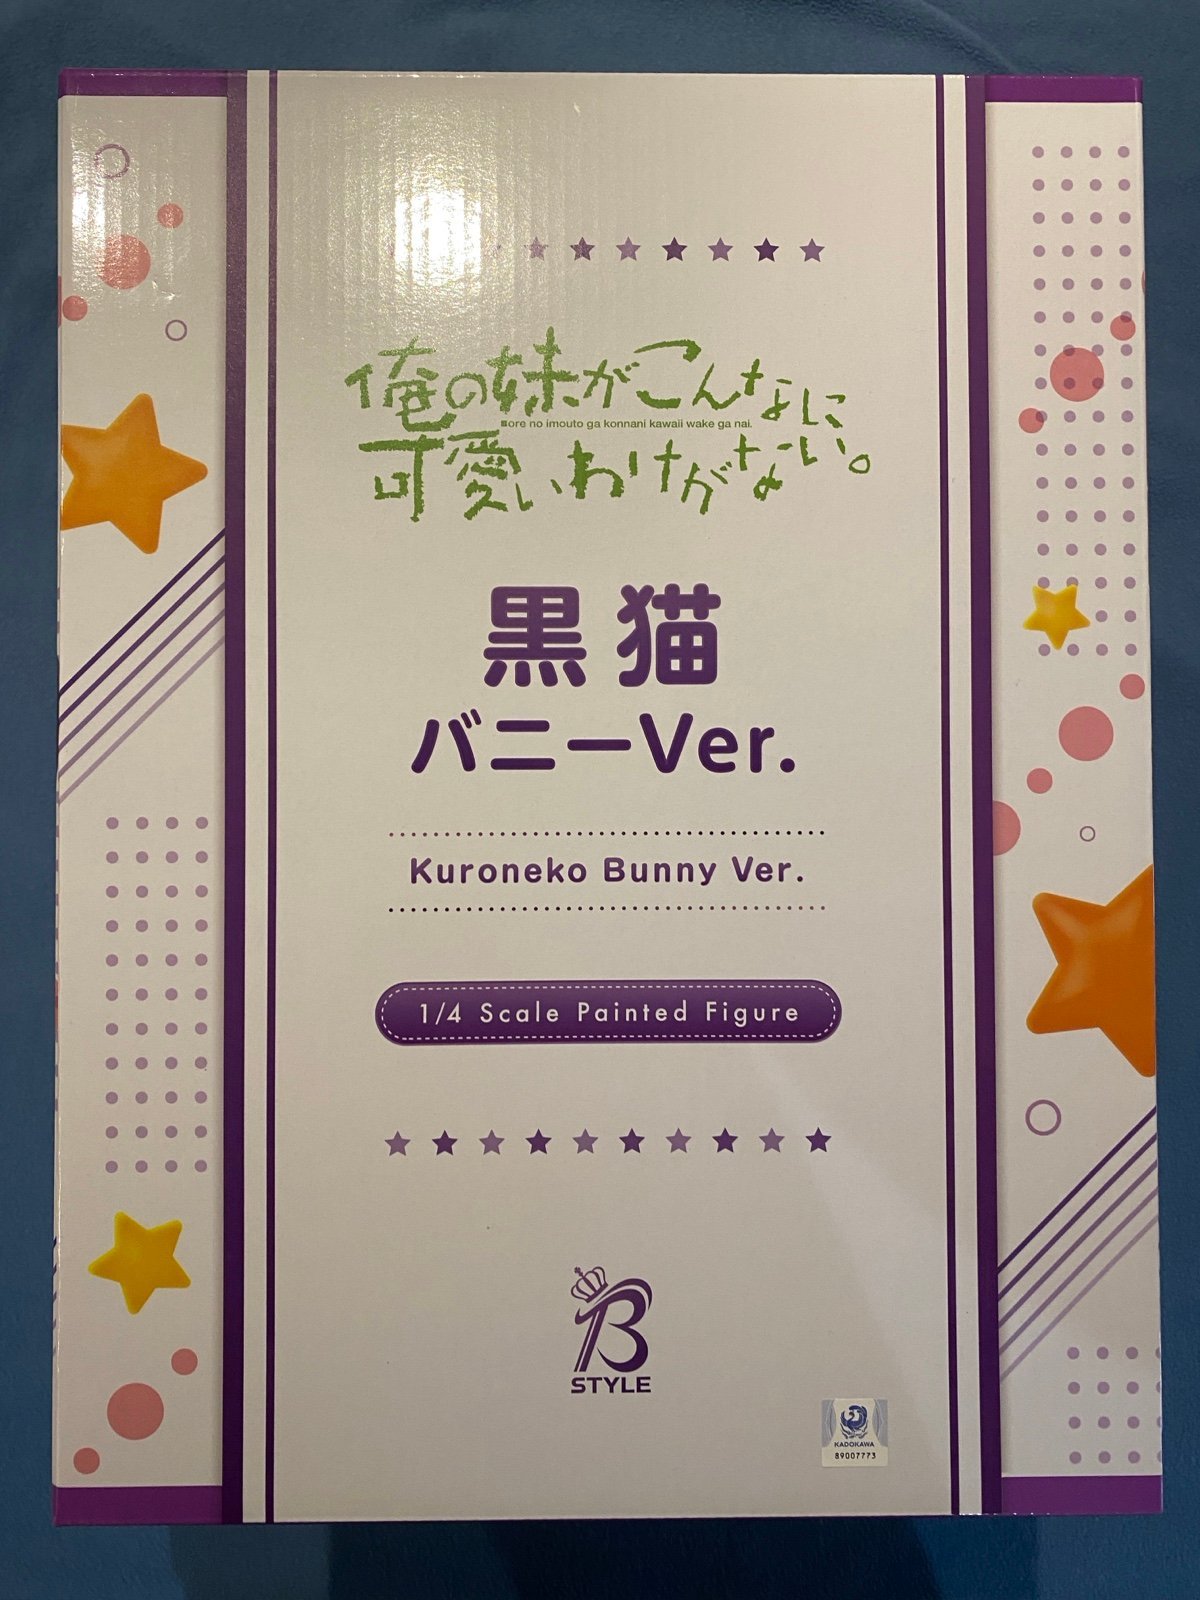 俺の妹がこんなに
■ore no imouto ga konnani kawaii wake ga nai.
可愛いわけがない。
黒猫
バニーVer.
Kuroneko Bunny Ver.
1/4 Scale Painted Figure
B
STYLE
KADOKAWA
89007773